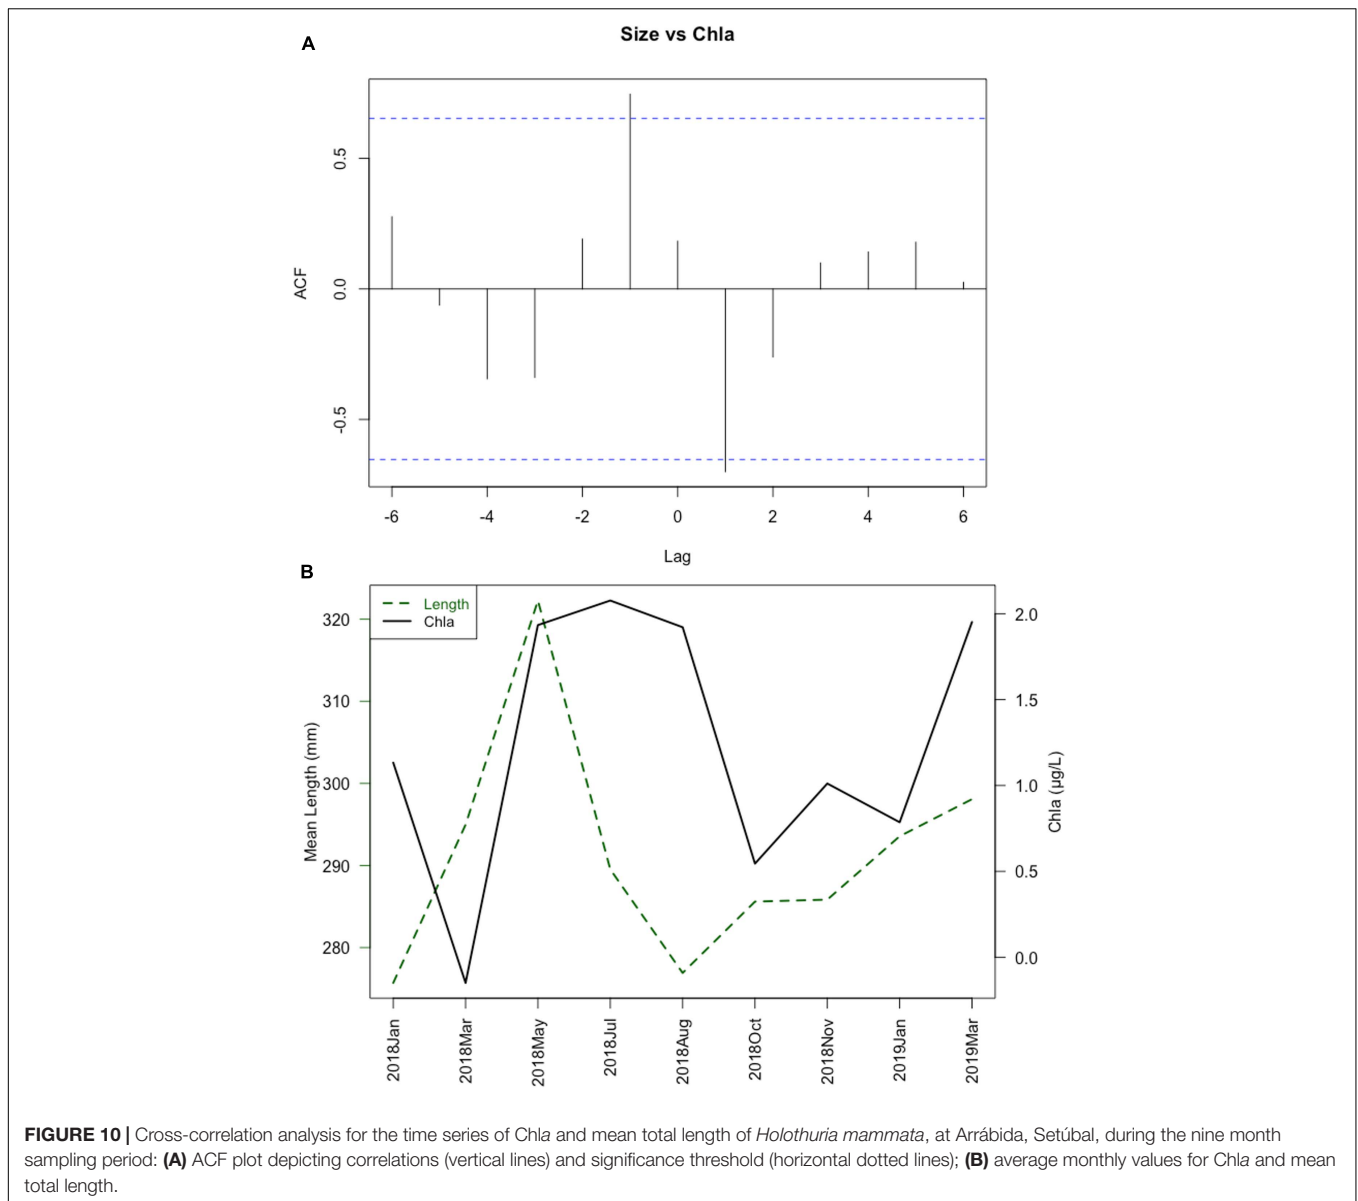 A
Size vs Chla
ACF
0.5
0.0
-0.5
-6
-4
-2
0
2
4
6
Lag
B
Length
Chla
Mean Length (mm)
320
310
300
290
280
2.0
1.5
1.0
0.5
0.0
Chla (µg/L)
2018Jan
2018Mar
2018May
2018Jul
2018Aug
2018Oct
2018Nov
2019Jan
2019Mar
FIGURE 10 | Cross-correlation analysis for the time series of Chla and mean total length of Holothuria mammata, at Arrábida, Setúbal, during the nine month
sampling period: (A) ACF plot depicting correlations (vertical lines) and significance threshold (horizontal dotted lines); (B) average monthly values for Chla and mean
total length.